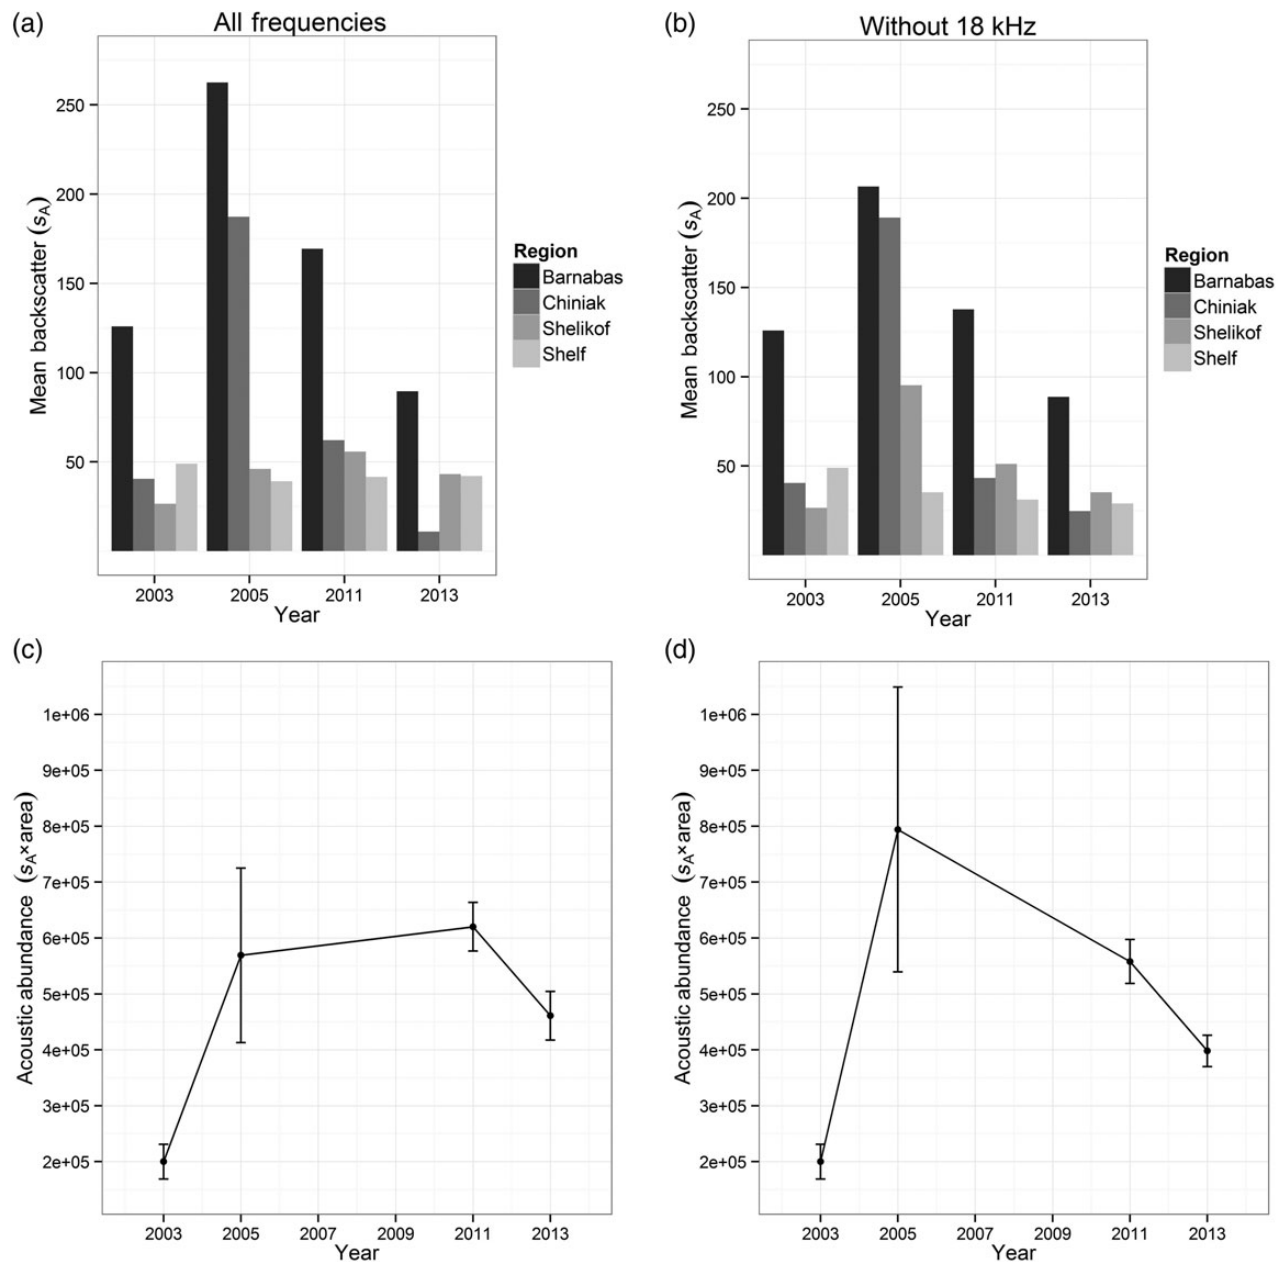 (a)
All frequencies
Mean backscatter (sA)
250
200
150
100
50
2003 2005 2011 2013
Year
Region
Barnabas
Chiniak
Shelikof
Shelf
(b)
Without 18 kHz
Mean backscatter (sA)
250
200
150
100
50
2003 2005 2011 2013
Year
Region
Barnabas
Chiniak
Shelikof
Shelf
(c)
Acoustic abundance (sA×area)
1e+06
9e+05
8e+05
7e+05
6e+05
5e+05
4e+05
3e+05
2e+05
2003 2005 2007 2009 2011 2013
Year
(d)
Acoustic abundance (sA×area)
1e+06
9e+05
8e+05
7e+05
6e+05
5e+05
4e+05
3e+05
2e+05
2003 2005 2007 2009 2011 2013
Year